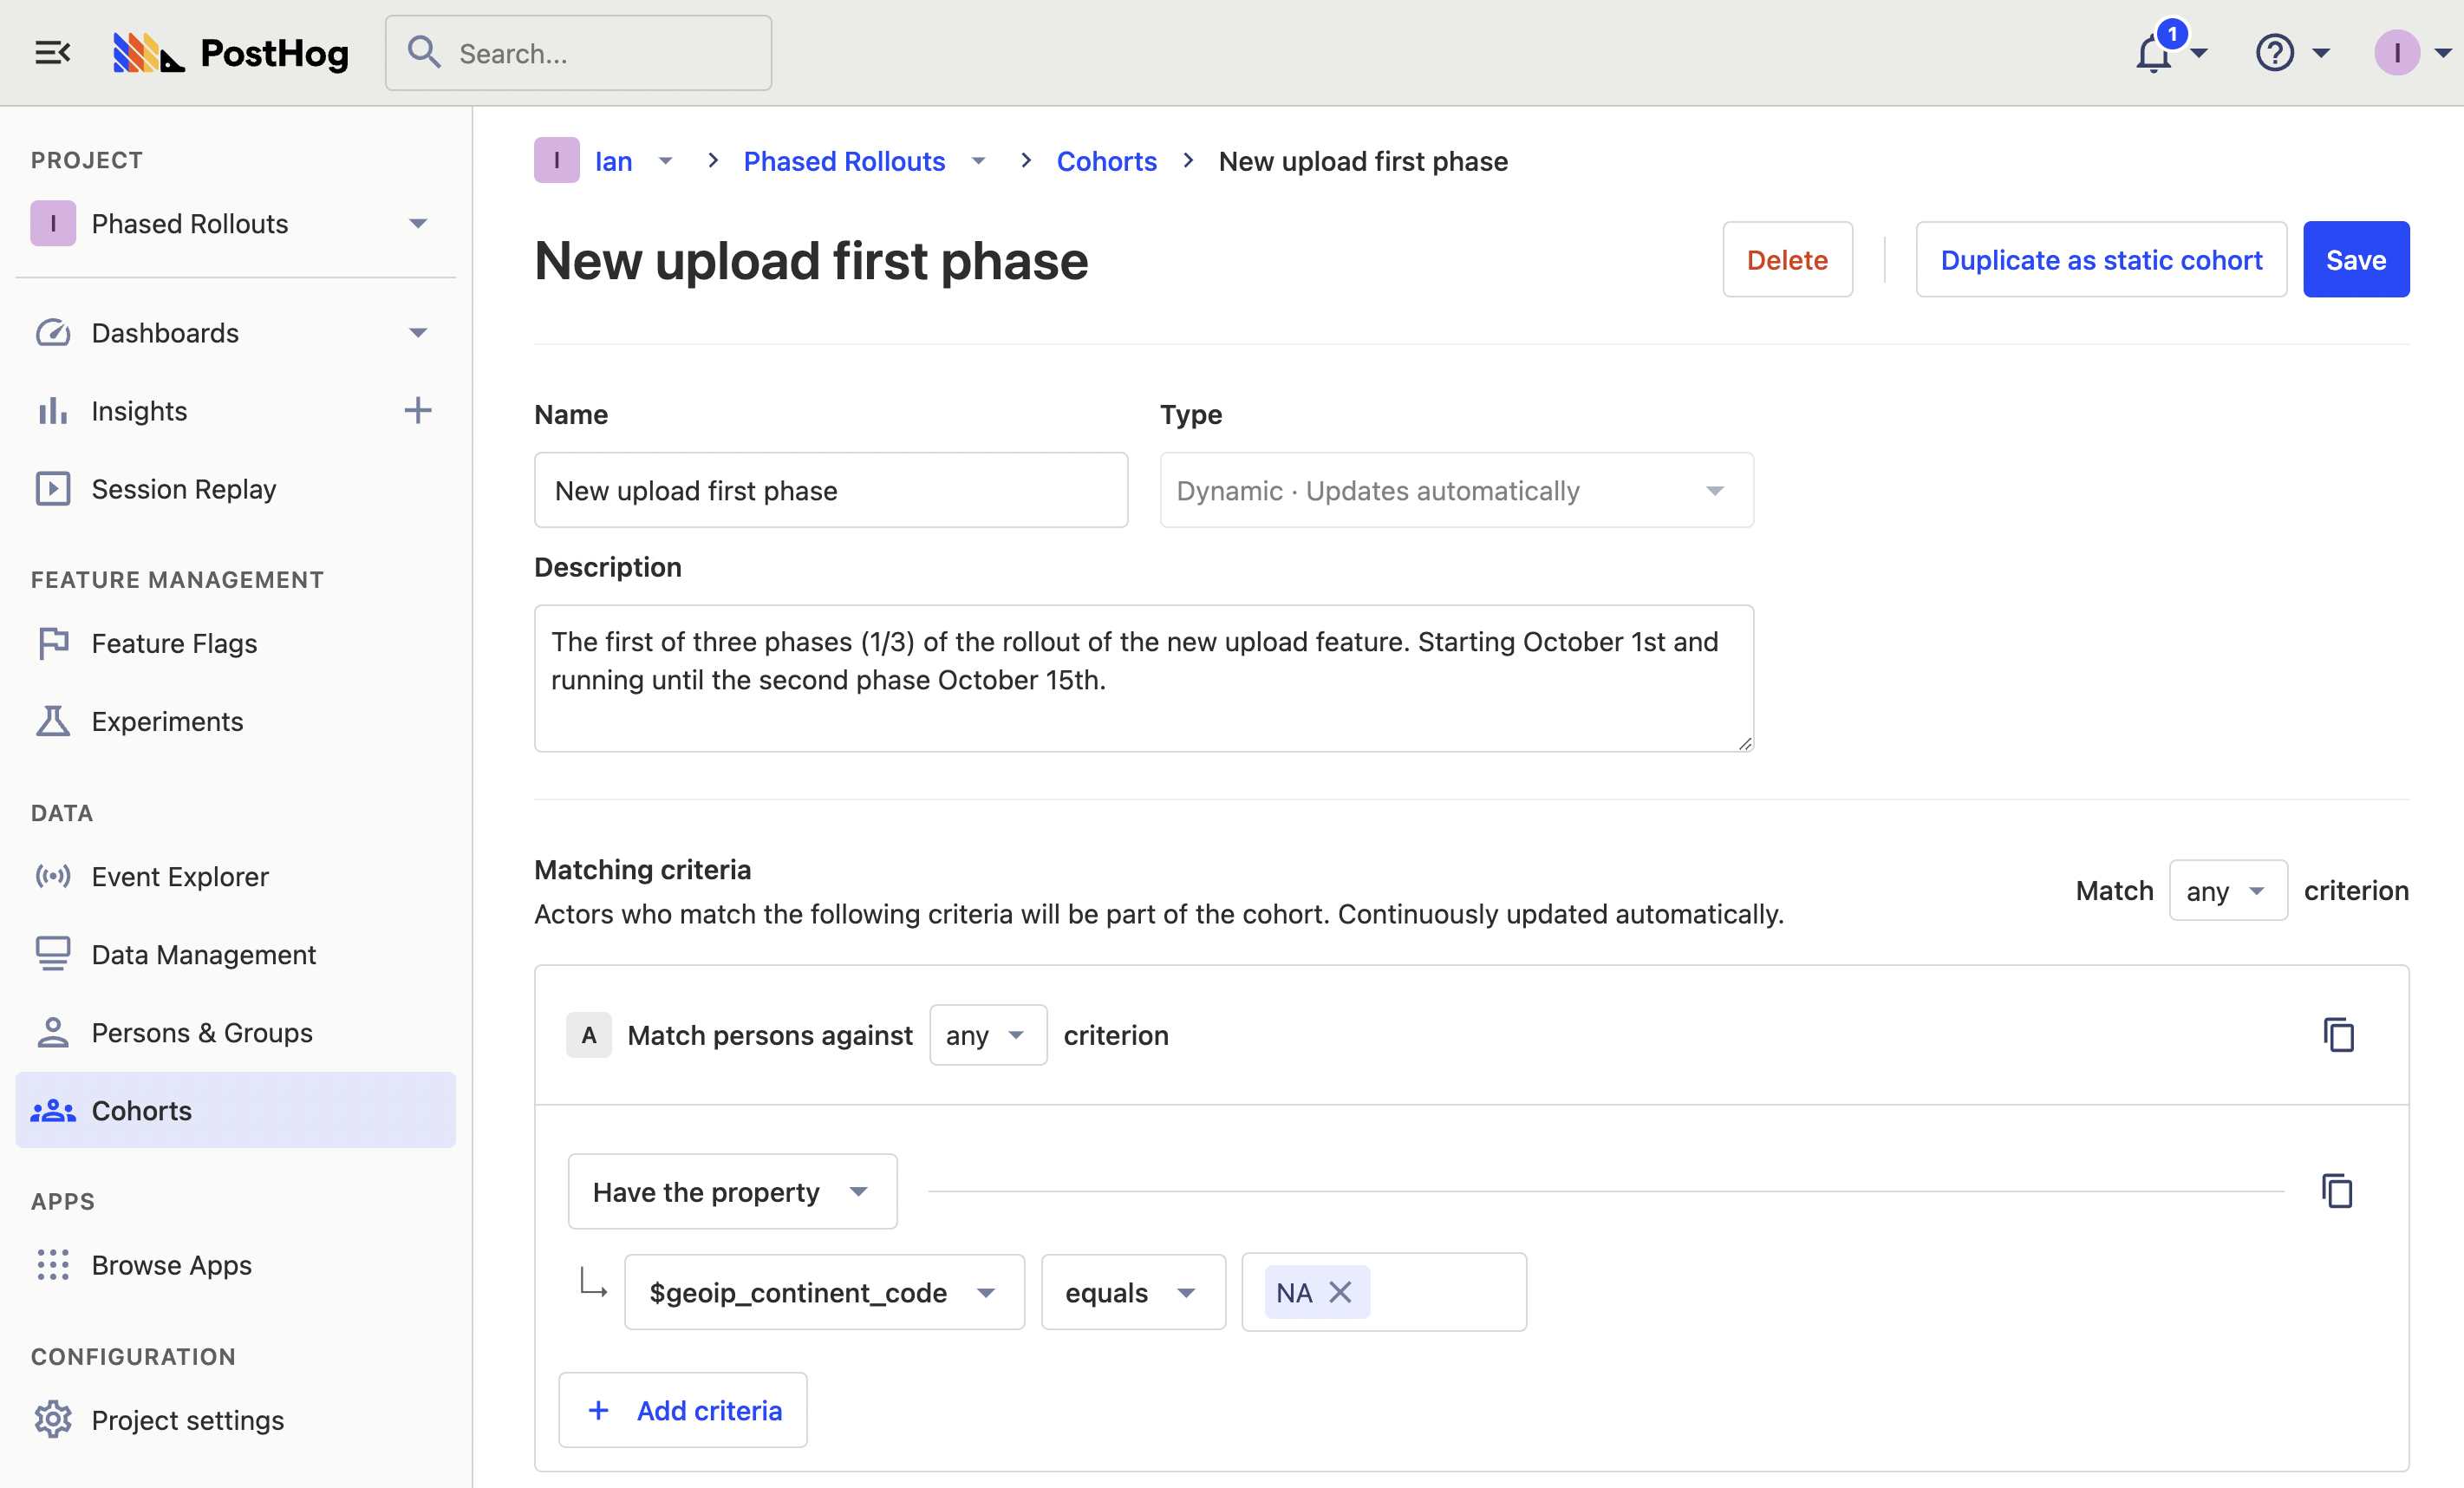 PostHog
Search...
1
I
PROJECT
I Phased Rollouts
Dashboards
Insights
Session Replay
FEATURE MANAGEMENT
Feature Flags
Experiments
DATA
Event Explorer
Data Management
Persons & Groups
Cohorts
APPS
Browse Apps
CONFIGURATION
Project settings
I Ian > Phased Rollouts > Cohorts > New upload first phase
New upload first phase
Delete
Duplicate as static cohort
Save
Name
Type
New upload first phase
Dynamic · Updates automatically
Description
The first of three phases (1/3) of the rollout of the new upload feature. Starting October 1st and
running until the second phase October 15th.
Matching criteria
Actors who match the following criteria will be part of the cohort. Continuously updated automatically.
Match any criterion
A Match persons against any criterion
Have the property
$geoip_continent_code equals NA
+ Add criteria